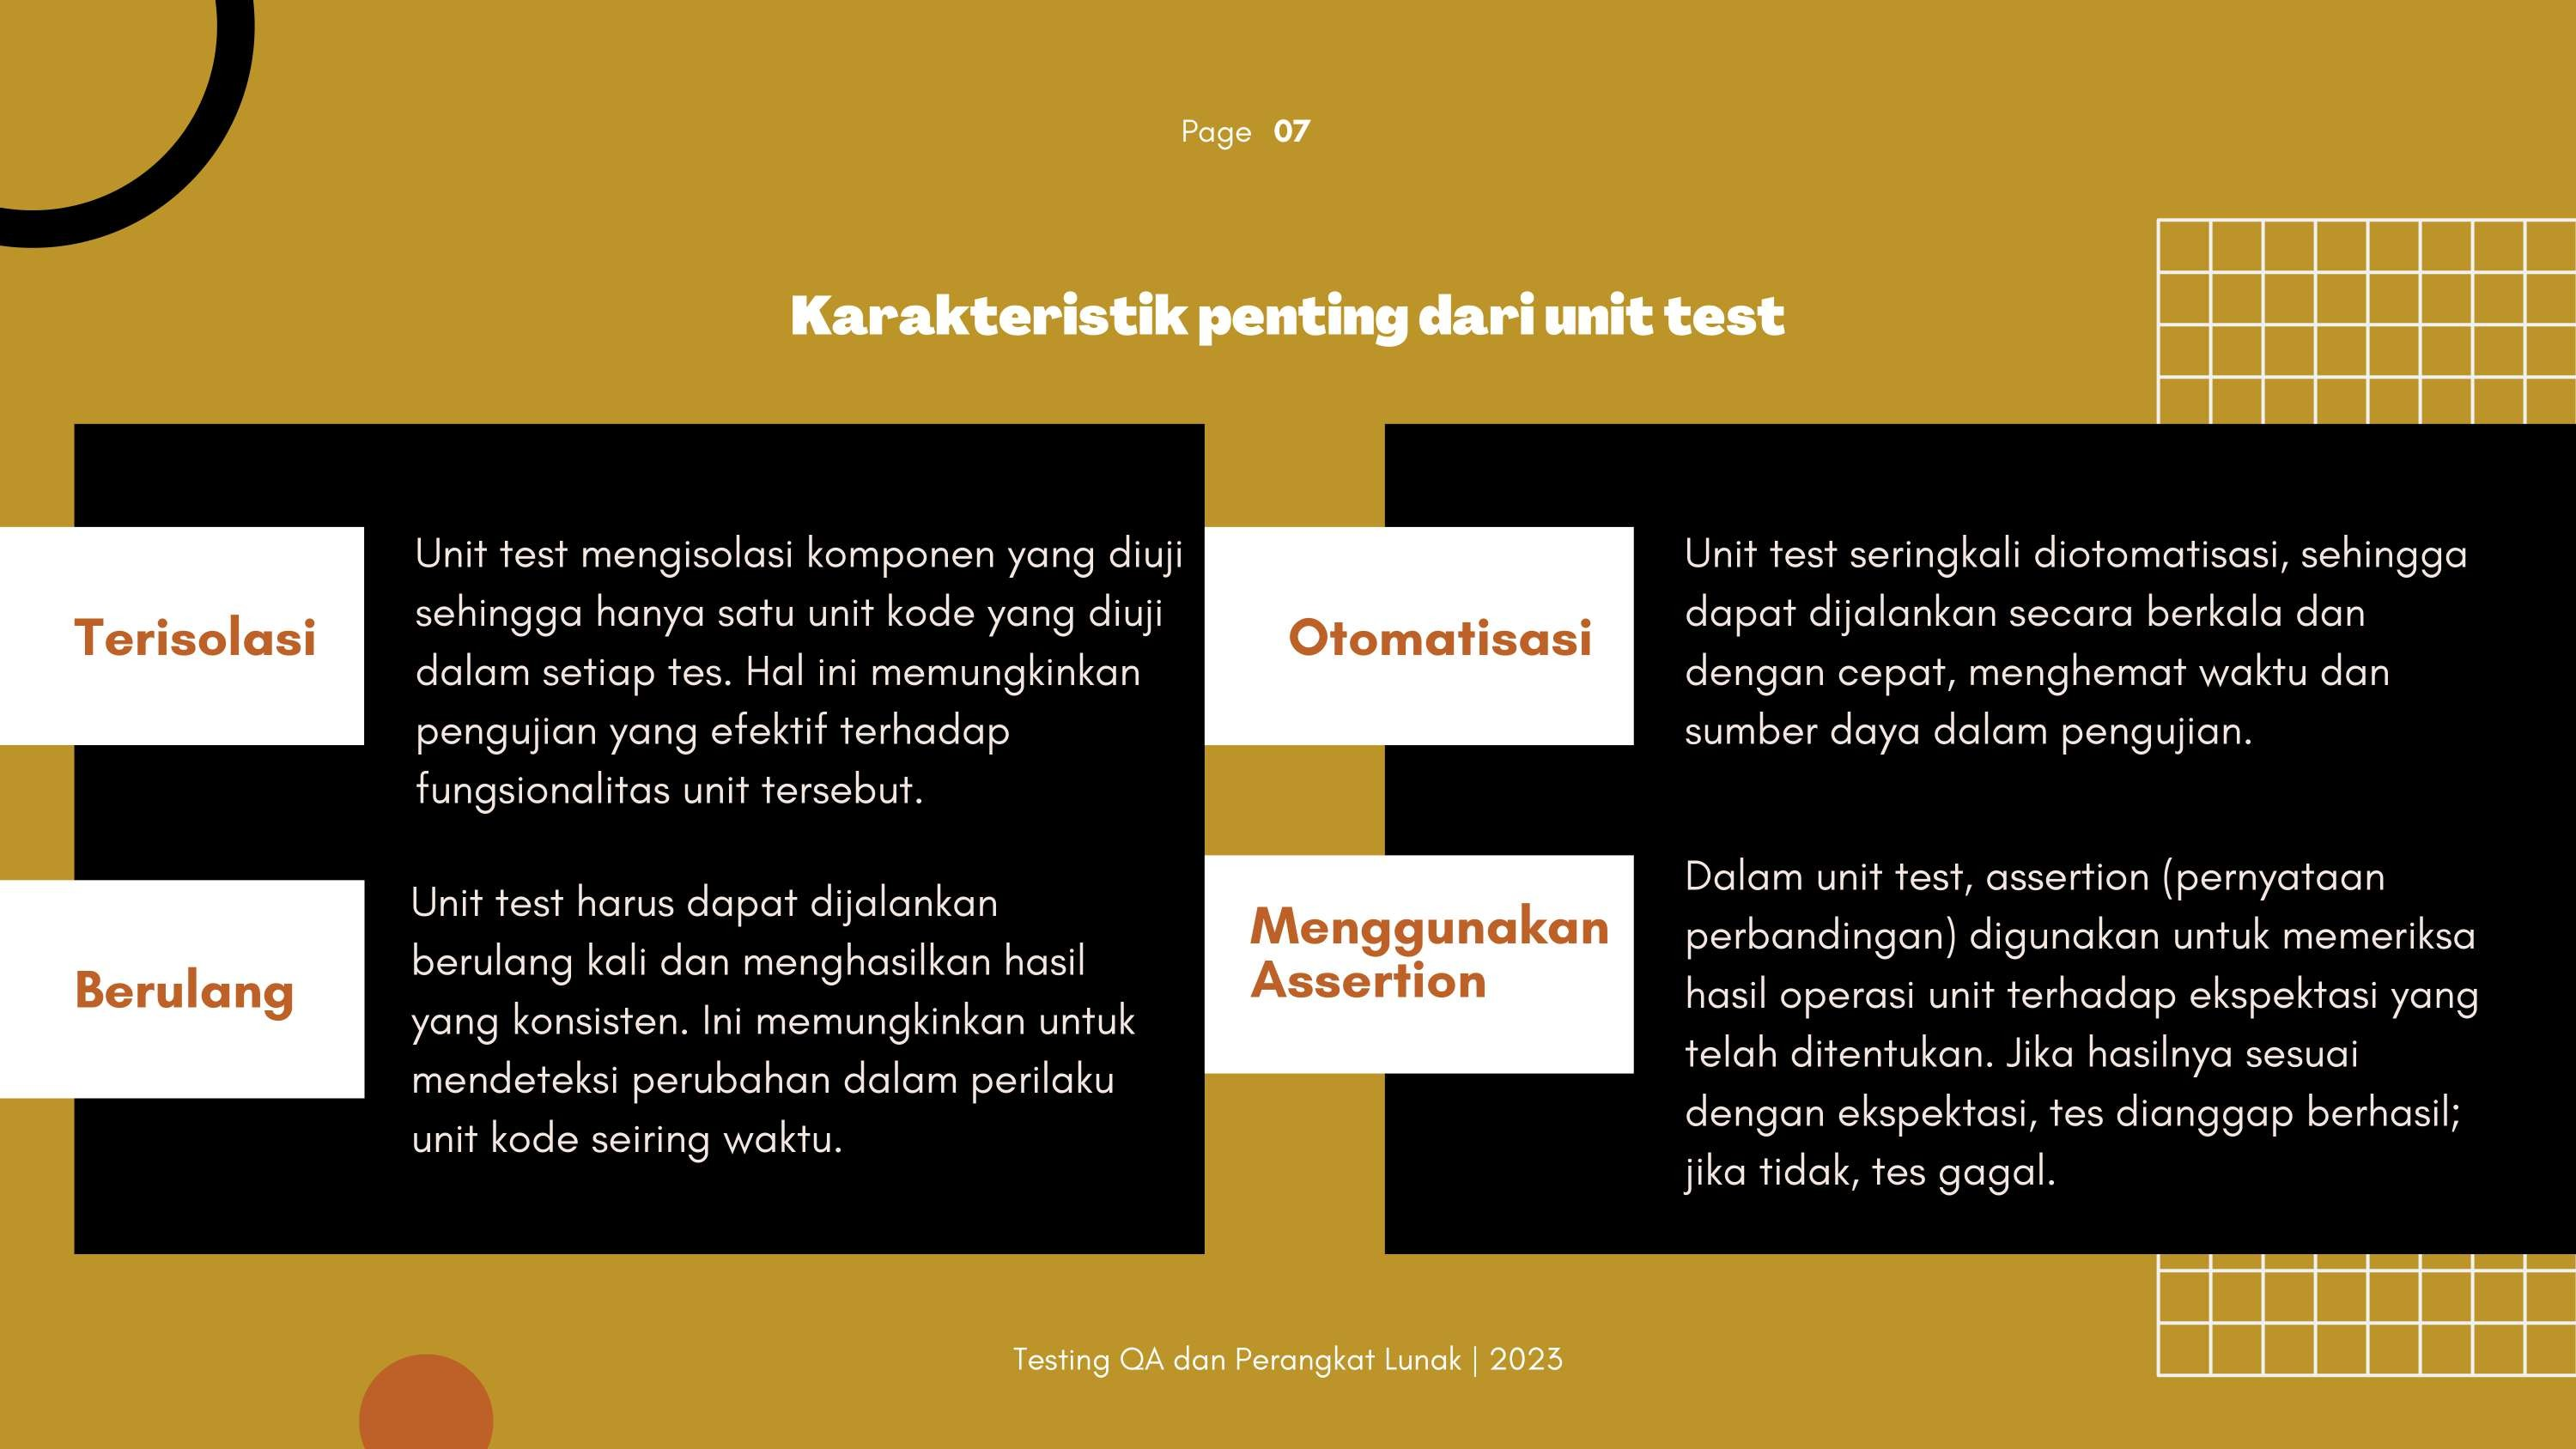 Page 07
Karakteristik penting dari unit test
Terisolasi
Unit test mengisolasi komponen yang diuji
sehingga hanya satu unit kode yang diuji
dalam setiap tes. Hal ini memungkinkan
pengujian yang efektif terhadap
fungsionalitas unit tersebut.
Berulang
Unit test harus dapat dijalankan
berulang kali dan menghasilkan hasil
yang konsisten. Ini memungkinkan untuk
mendeteksi perubahan dalam perilaku
unit kode seiring waktu.
Otomatisasi
Unit test seringkali diotomatisasi, sehingga
dapat dijalankan secara berkala dan
dengan cepat, menghemat waktu dan
sumber daya dalam pengujian.
Menggunakan
Assertion
Dalam unit test, assertion (pernyataan
perbandingan) digunakan untuk memeriksa
hasil operasi unit terhadap ekspektasi yang
telah ditentukan. Jika hasilnya sesuai
dengan ekspektasi, tes dianggap berhasil;
jika tidak, tes gagal.
Testing QA dan Perangkat Lunak | 2023